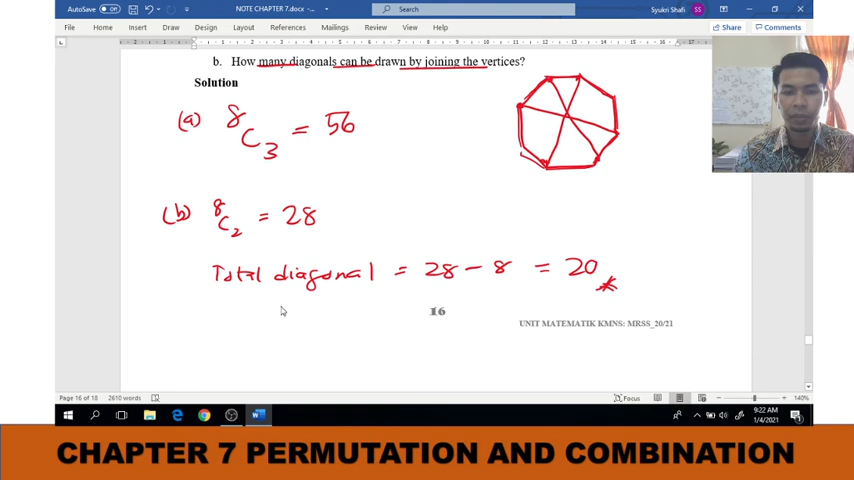 AutoSave Off
NOTE CHAPTER 7.docx
Search
Syukri Shafi
SS
File Home Insert Draw Design Layout References Mailings Review View Help
Share
Comments
b. How many diagonals can be drawn by joining the vertices?
Solution
(a) 8C3 = 56
(b) 8C2 = 28
Total diagonal = 28 - 8 = 20
16
UNIT MATEMATIK KMNS: MRSS_20/21
Page 16 of 18 2610 words
Focus
140%
9:22 AM
1/4/2021
CHAPTER 7 PERMUTATION AND COMBINATION